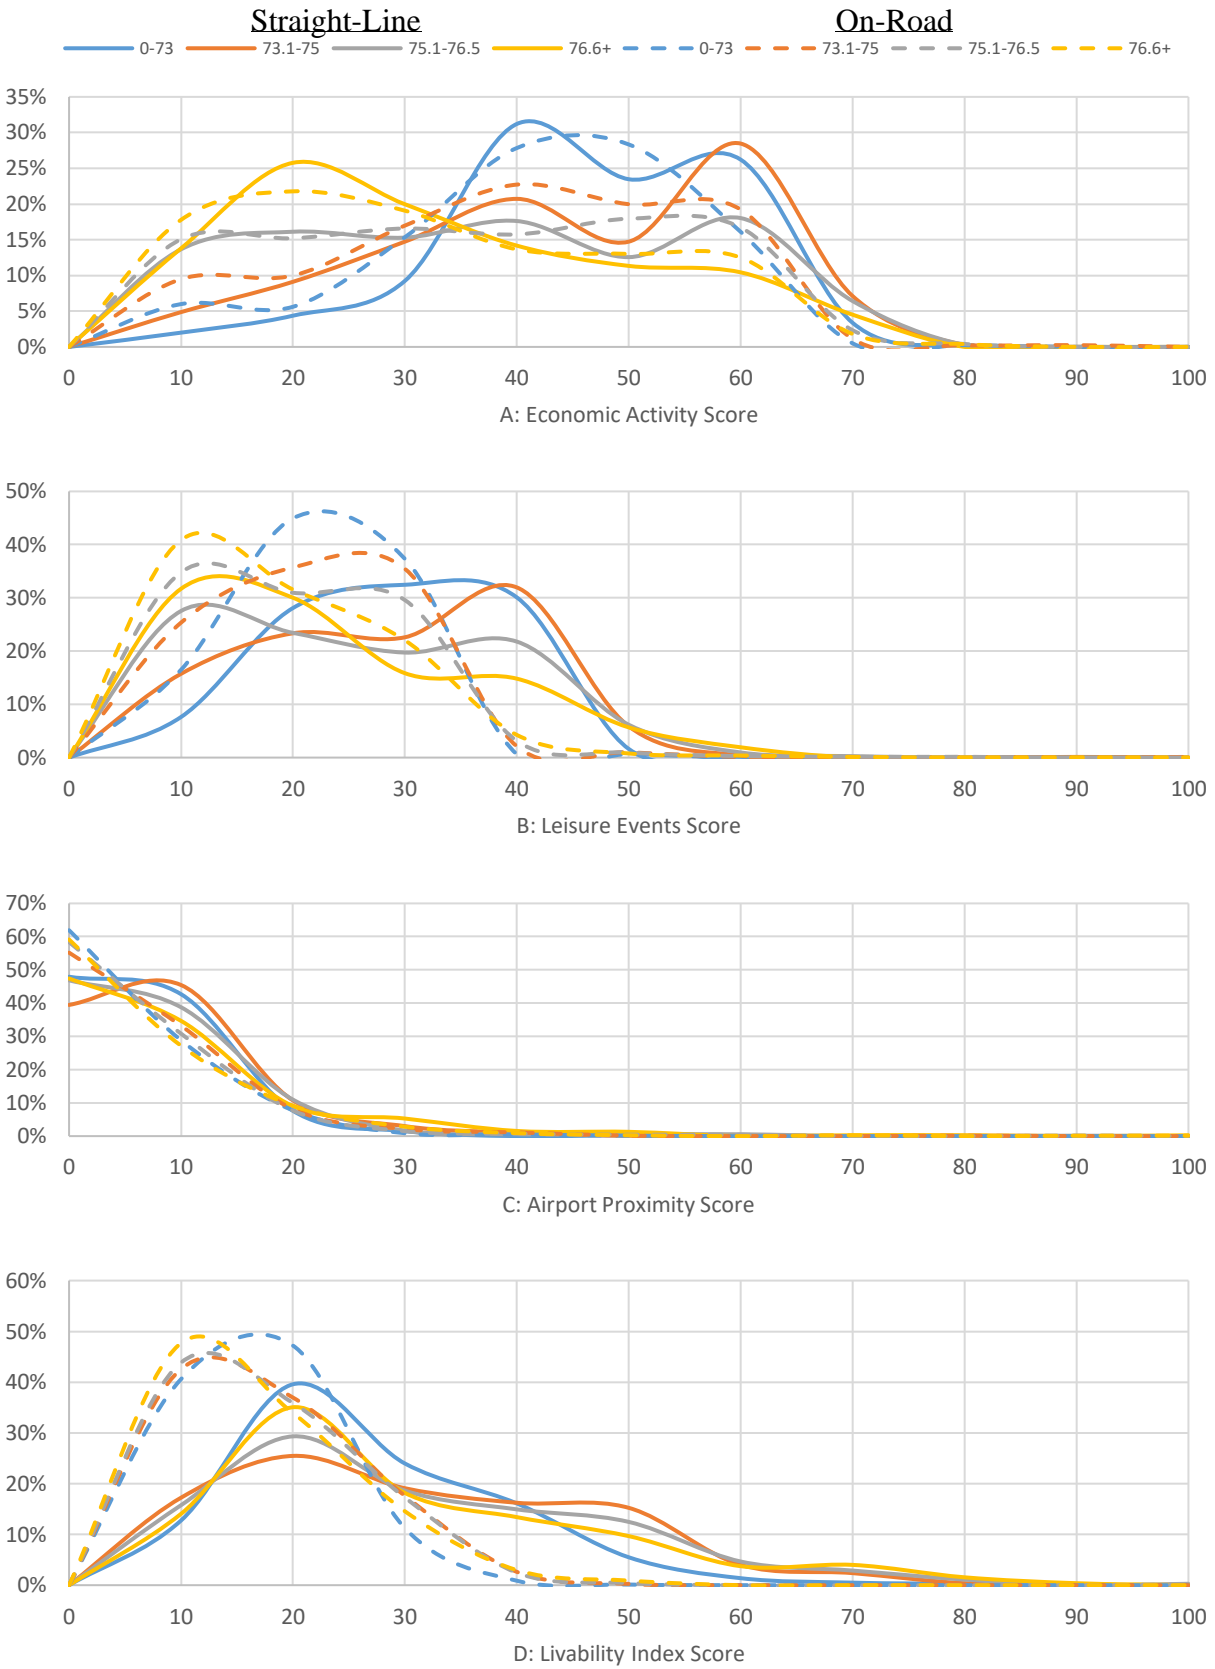 Straight-Line On-Road
0-73 73.1-75 75.1-76.5 76.6+ 0-73 73.1-75 75.1-76.5 76.6+
35%
30%
25%
20%
15%
10%
5%
0%
0 10 20 30 40 50 60 70 80 90 100
A: Economic Activity Score
50%
40%
30%
20%
10%
0%
0 10 20 30 40 50 60 70 80 90 100
B: Leisure Events Score
70%
60%
50%
40%
30%
20%
10%
0%
0 10 20 30 40 50 60 70 80 90 100
C: Airport Proximity Score
60%
50%
40%
30%
20%
10%
0%
0 10 20 30 40 50 60 70 80 90 100
D: Livability Index Score